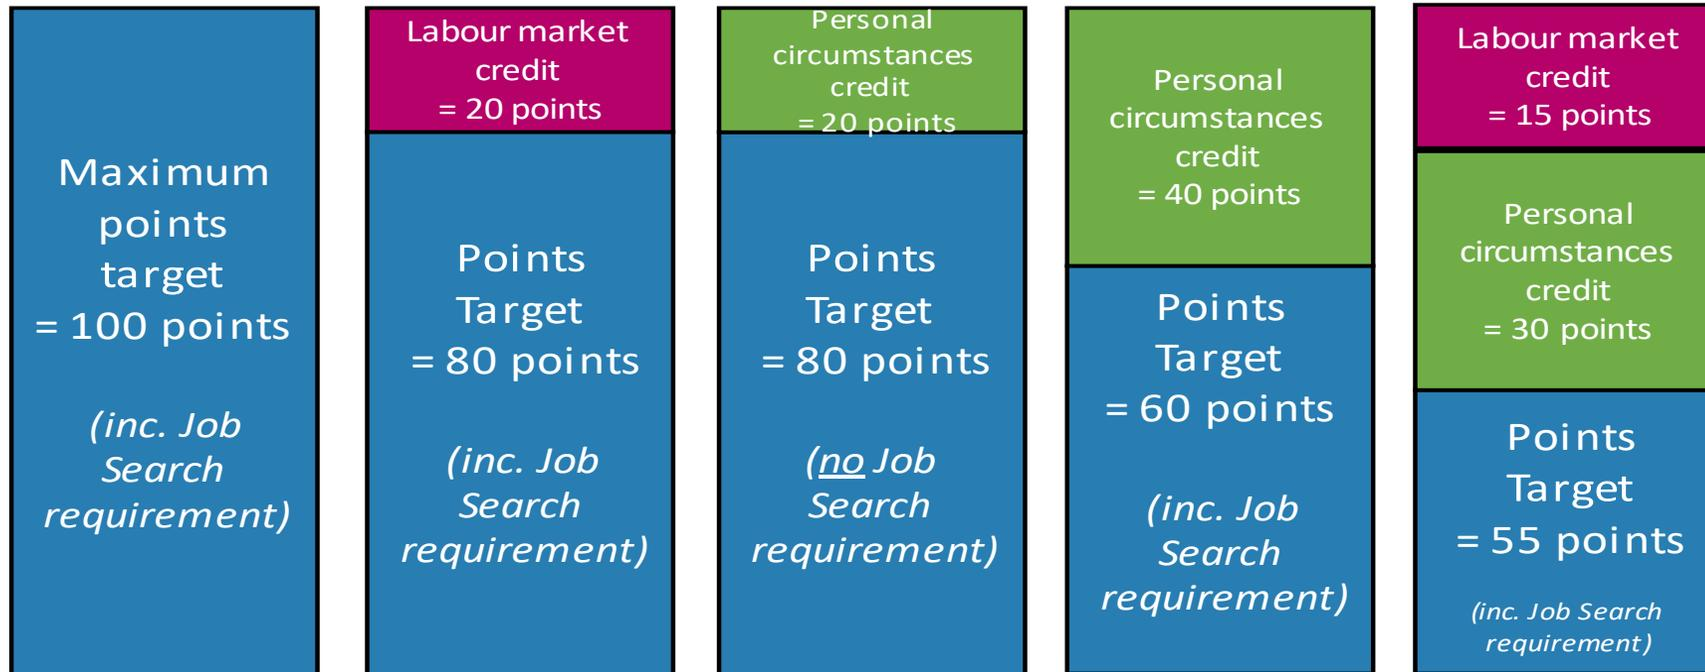 Maximum
points
target
= 100 points
(inc. Job
Search
requirement)
Labour market
credit
= 20 points
Points
Target
= 80 points
(inc. Job
Search
requirement)
Personal
circumstances
credit
= 20 points
Points
Target
= 80 points
(no Job
Search
requirement)
Personal
circumstances
credit
= 40 points
Points
Target
= 60 points
(inc. Job
Search
requirement)
Labour market
credit
= 15 points
Personal
circumstances
credit
= 30 points
Points
Target
= 55 points
(inc. Job Search
requirement)